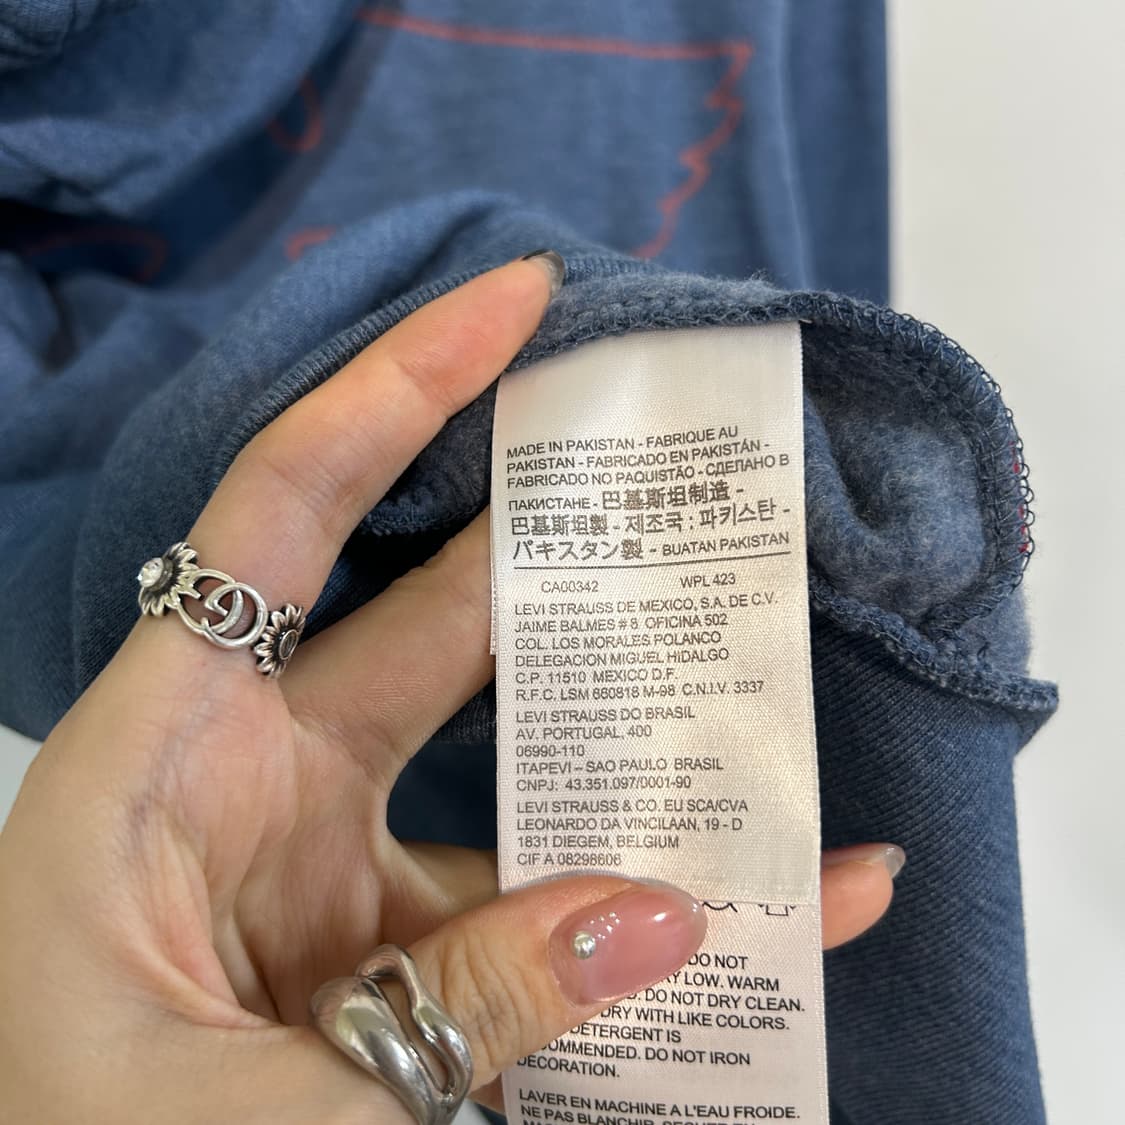 MADE IN PAKISTAN - FABRIQUE AU
PAKISTAN - FABRICADO EN PAKISTÁN -
FABRICADO NO PAQUISTÃO - СДЕЛАНО В
ПАКИСТАНЕ - 巴基斯坦制造 -
巴基斯坦製 - 제조국 : 파키스탄 -
パキスタン製 - BUATAN PAKISTAN
CA00342 WPL 423
LEVI STRAUSS DE MEXICO, S.A. DE C.V.
JAIME BALMES # 8 OFICINA 502
COL. LOS MORALES POLANCO
DELEGACION MIGUEL HIDALGO
C.P. 11510 MEXICO D.F.
R.F.C. LSM 660818 M-98 C.N.I.V. 3337
LEVI STRAUSS DO BRASIL
AV. PORTUGAL, 400
06990-110
ITAPEVI – SAO PAULO BRASIL
CNPJ: 43.351.097/0001-90
LEVI STRAUSS & CO. EU SCA/CVA
LEONARDO DA VINCILAAN, 19 - D
1831 DIEGEM, BELGIUM
CIF A 08298606
DO NOT
LOW. WARM
DO NOT DRY CLEAN.
DRY WITH LIKE COLORS.
DETERGENT IS
DO NOT IRON
DECORATION.
LAVER EN MACHINE A L'EAU FROIDE.
NE PAS BLANCHIR.